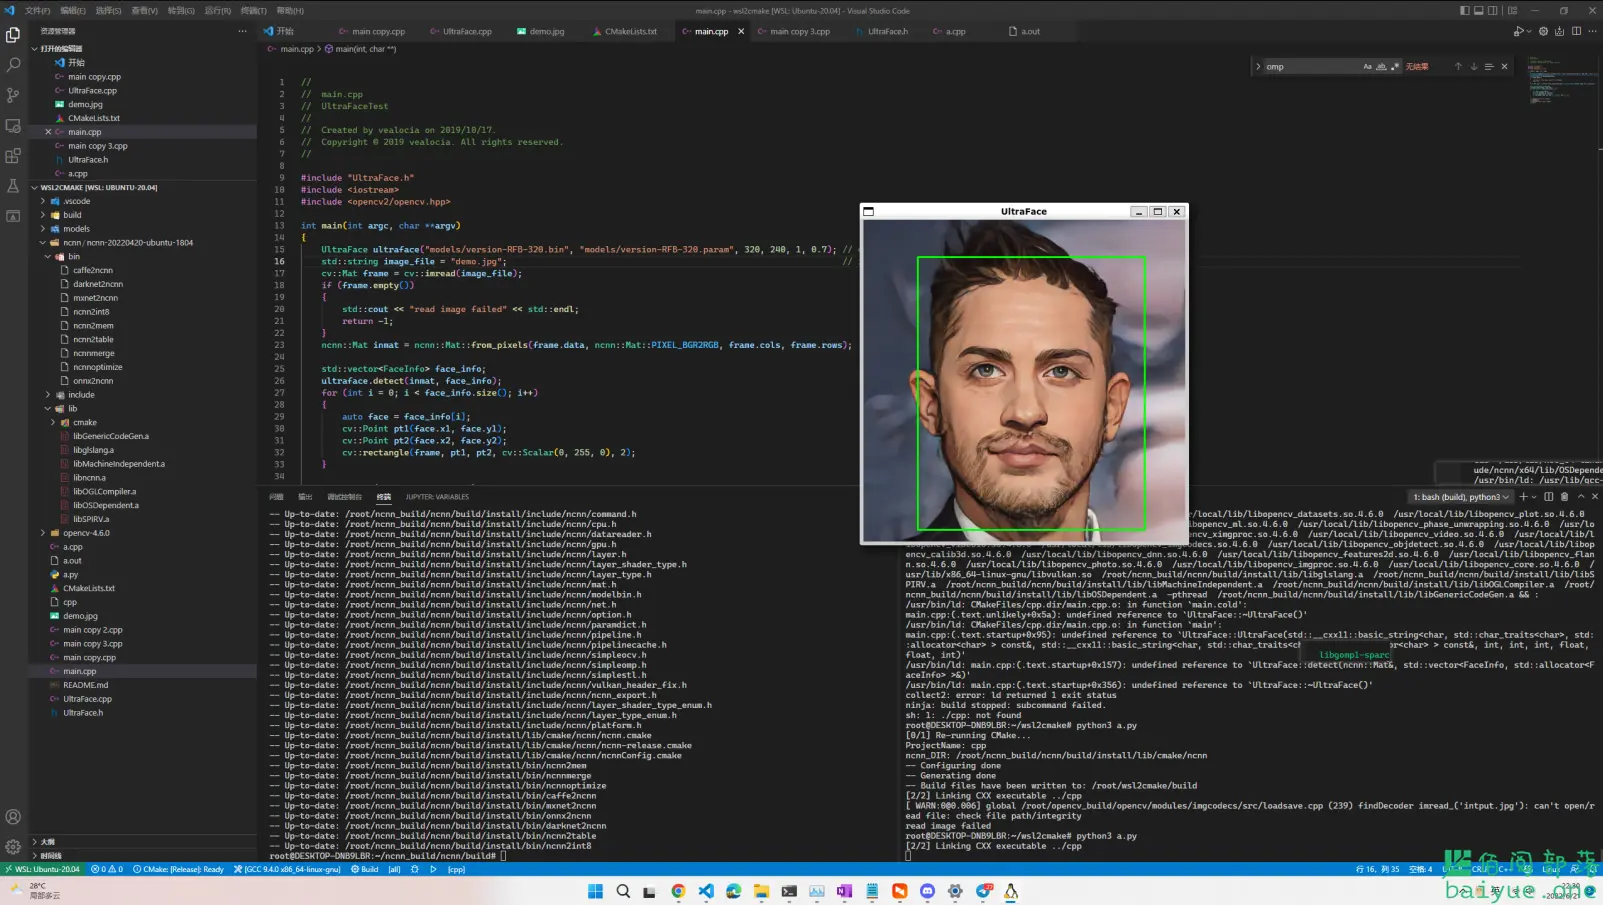 文件(F) 编辑(E) 选择(S) 查看(V) 转到(G) 运行(R) 终端(T) 帮助(H)
main.cpp - wsl2cmake [WSL: Ubuntu-20.04] - Visual Studio Code
资源管理器
开始 main copy.cpp UltraFace.cpp demo.jpg CMakeLists.txt main.cpp main copy 3.cpp UltraFace.h a.cpp a.out
main.cpp > main(int, char **)
omp
无结果
打开的编辑器
开始
main copy.cpp
UltraFace.cpp
demo.jpg
CMakeLists.txt
main.cpp
main copy 3.cpp
UltraFace.h
a.cpp
WSL2CMAKE [WSL: UBUNTU-20.04]
.vscode
build
models
ncnn / ncnn-20220420-ubuntu-1804
bin
caffe2ncnn
darknet2ncnn
mxnet2ncnn
ncnn2int8
ncnn2mem
ncnn2table
ncnnmerge
ncnnoptimize
onnx2ncnn
include
lib
cmake
libGenericCodeGen.a
libglslang.a
libMachineIndependent.a
libncnn.a
libOGLCompiler.a
libOSDependent.a
libSPIRV.a
opencv-4.6.0
a.cpp
a.out
a.py
CMakeLists.txt
cpp
demo.jpg
main copy 2.cpp
main copy 3.cpp
main copy.cpp
main.cpp
README.md
UltraFace.cpp
UltraFace.h
大纲
时间线
1 //
2 // main.cpp
3 // UltraFaceTest
4 //
5 // Created by vealocia on 2019/10/17.
6 // Copyright © 2019 vealocia. All rights reserved.
7 //
8
9 #include "UltraFace.h"
10 #include <iostream>
11 #include <opencv2/opencv.hpp>
12
13 int main(int argc, char **argv)
14 {
15 UltraFace ultraface("models/version-RFB-320.bin", "models/version-RFB-320.param", 320, 240, 1, 0.7); //
16 std::string image_file = "demo.jpg"; //
17 cv::Mat frame = cv::imread(image_file);
18 if (frame.empty())
19 {
20 std::cout << "read image failed" << std::endl;
21 return -1;
22 }
23 ncnn::Mat inmat = ncnn::Mat::from_pixels(frame.data, ncnn::Mat::PIXEL_BGR2RGB, frame.cols, frame.rows);
24
25 std::vector<FaceInfo> face_info;
26 ultraface.detect(inmat, face_info);
27 for (int i = 0; i < face_info.size(); i++)
28 {
29 auto face = face_info[i];
30 cv::Point pt1(face.x1, face.y1);
31 cv::Point pt2(face.x2, face.y2);
32 cv::rectangle(frame, pt1, pt2, cv::Scalar(0, 255, 0), 2);
33 }
34
UltraFace
ude/ncnn/x64/lib/OSDepende
/usr/bin/ld: /usr/lib/gcc-
问题 输出 调试控制台 终端 JUPYTER: VARIABLES
1: bash (build), python3
-- Up-to-date: /root/ncnn_build/ncnn/build/install/include/ncnn/command.h
-- Up-to-date: /root/ncnn_build/ncnn/build/install/include/ncnn/cpu.h
-- Up-to-date: /root/ncnn_build/ncnn/build/install/include/ncnn/datareader.h
-- Up-to-date: /root/ncnn_build/ncnn/build/install/include/ncnn/gpu.h
-- Up-to-date: /root/ncnn_build/ncnn/build/install/include/ncnn/layer.h
-- Up-to-date: /root/ncnn_build/ncnn/build/install/include/ncnn/layer_shader_type.h
-- Up-to-date: /root/ncnn_build/ncnn/build/install/include/ncnn/layer_type.h
-- Up-to-date: /root/ncnn_build/ncnn/build/install/include/ncnn/mat.h
-- Up-to-date: /root/ncnn_build/ncnn/build/install/include/ncnn/modelbin.h
-- Up-to-date: /root/ncnn_build/ncnn/build/install/include/ncnn/net.h
-- Up-to-date: /root/ncnn_build/ncnn/build/install/include/ncnn/option.h
-- Up-to-date: /root/ncnn_build/ncnn/build/install/include/ncnn/paramdict.h
-- Up-to-date: /root/ncnn_build/ncnn/build/install/include/ncnn/pipeline.h
-- Up-to-date: /root/ncnn_build/ncnn/build/install/include/ncnn/pipelinecache.h
-- Up-to-date: /root/ncnn_build/ncnn/build/install/include/ncnn/simpleocv.h
-- Up-to-date: /root/ncnn_build/ncnn/build/install/include/ncnn/simpleomp.h
-- Up-to-date: /root/ncnn_build/ncnn/build/install/include/ncnn/simplestl.h
-- Up-to-date: /root/ncnn_build/ncnn/build/install/include/ncnn/vulkan_header_fix.h
-- Up-to-date: /root/ncnn_build/ncnn/build/install/include/ncnn/ncnn_export.h
-- Up-to-date: /root/ncnn_build/ncnn/build/install/include/ncnn/layer_shader_type_enum.h
-- Up-to-date: /root/ncnn_build/ncnn/build/install/include/ncnn/layer_type_enum.h
-- Up-to-date: /root/ncnn_build/ncnn/build/install/include/ncnn/platform.h
-- Up-to-date: /root/ncnn_build/ncnn/build/install/lib/cmake/ncnn/ncnn.cmake
-- Up-to-date: /root/ncnn_build/ncnn/build/install/lib/cmake/ncnn/ncnn-release.cmake
-- Up-to-date: /root/ncnn_build/ncnn/build/install/lib/cmake/ncnn/ncnnConfig.cmake
-- Up-to-date: /root/ncnn_build/ncnn/build/install/bin/ncnn2mem
-- Up-to-date: /root/ncnn_build/ncnn/build/install/bin/ncnnmerge
-- Up-to-date: /root/ncnn_build/ncnn/build/install/bin/ncnnoptimize
-- Up-to-date: /root/ncnn_build/ncnn/build/install/bin/caffe2ncnn
-- Up-to-date: /root/ncnn_build/ncnn/build/install/bin/mxnet2ncnn
-- Up-to-date: /root/ncnn_build/ncnn/build/install/bin/onnx2ncnn
-- Up-to-date: /root/ncnn_build/ncnn/build/install/bin/darknet2ncnn
-- Up-to-date: /root/ncnn_build/ncnn/build/install/bin/ncnn2table
-- Up-to-date: /root/ncnn_build/ncnn/build/install/bin/ncnn2int8
root@DESKTOP-DNB9LBR:~/ncnn_build/ncnn/build#
r/local/lib/libopencv_datasets.so.4.6.0 /usr/local/lib/libopencv_plot.so.4.6.0
ibopencv_ml.so.4.6.0 /usr/local/lib/libopencv_phase_unwrapping.so.4.6.0 /usr/lo
v_ximgproc.so.4.6.0 /usr/local/lib/libopencv_video.so.4.6.0 /usr/local/lib/l
ecs.so.4.6.0 /usr/local/lib/libopencv_objdetect.so.4.6.0 /usr/local/lib/libop
encv_calib3d.so.4.6.0 /usr/local/lib/libopencv_dnn.so.4.6.0 /usr/local/lib/libopencv_features2d.so.4.6.0 /usr/local/lib/libopencv_flan
n.so.4.6.0 /usr/local/lib/libopencv_photo.so.4.6.0 /usr/local/lib/libopencv_imgproc.so.4.6.0 /usr/local/lib/libopencv_core.so.4.6.0 /
usr/lib/x86_64-linux-gnu/libvulkan.so /root/ncnn_build/ncnn/build/install/lib/libglslang.a /root/ncnn_build/ncnn/build/install/lib/libS
PIRV.a /root/ncnn_build/ncnn/build/install/lib/libMachineIndependent.a /root/ncnn_build/ncnn/build/install/lib/libOGLCompiler.a /root/
ncnn_build/ncnn/build/install/lib/libOSDependent.a -pthread /root/ncnn_build/ncnn/build/install/lib/libGenericCodeGen.a && :
/usr/bin/ld: CMakeFiles/cpp.dir/main.cpp.o: in function `main.cold':
main.cpp:(.text.unlikely+0x5a): undefined reference to `UltraFace::~UltraFace()'
/usr/bin/ld: CMakeFiles/cpp.dir/main.cpp.o: in function `main':
main.cpp:(.text.startup+0x95): undefined reference to `UltraFace::UltraFace(std::__cxx11::basic_string<char, std::char_traits<char>, std:
:allocator<char> > const&, std::__cxx11::basic_string<char, std::char_traits<char> > const&, int, int, int, float,
float, int)'
libgomp1-sparc
/usr/bin/ld: main.cpp:(.text.startup+0x157): undefined reference to `UltraFace::detect(ncnn::Mat&, std::vector<FaceInfo, std::allocator<F
aceInfo> >&)'
/usr/bin/ld: main.cpp:(.text.startup+0x356): undefined reference to `UltraFace::~UltraFace()'
collect2: error: ld returned 1 exit status
ninja: build stopped: subcommand failed.
sh: 1: ./cpp: not found
root@DESKTOP-DNB9LBR:~/wsl2cmake# python3 a.py
[0/1] Re-running CMake...
ProjectName: cpp
ncnn_DIR: /root/ncnn_build/ncnn/build/install/lib/cmake/ncnn
-- Configuring done
-- Generating done
-- Build files have been written to: /root/wsl2cmake/build
[2/2] Linking CXX executable ../cpp
[ WARN:0@0.006] global /root/opencv_build/opencv/modules/imgcodecs/src/loadsave.cpp (239) findDecoder imread_('intput.jpg'): can't open/r
ead file: check file path/integrity
read image failed
root@DESKTOP-DNB9LBR:~/wsl2cmake# python3 a.py
[2/2] Linking CXX executable ../cpp
WSL: Ubuntu-20.04 0 0 CMake: [Release]: Ready [GCC 9.4.0 x86_64-linux-gnu] Build [all] [cpp]
行 16, 列 35 空格: 4
28°C
局部多云
佰阅部落
baiyue.one